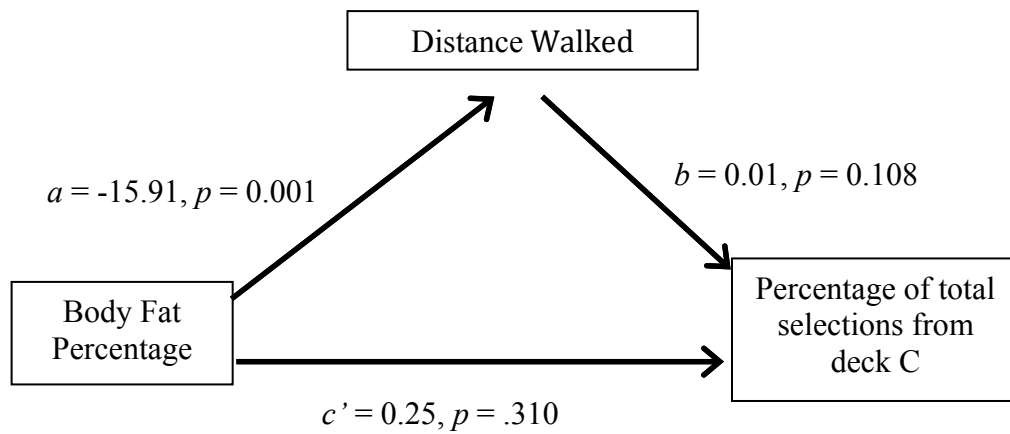 Distance Walked
a = -15.91, p = 0.001
b = 0.01, p = 0.108
Body Fat
Percentage
Percentage of total
selections from
deck C
c’ = 0.25, p = .310